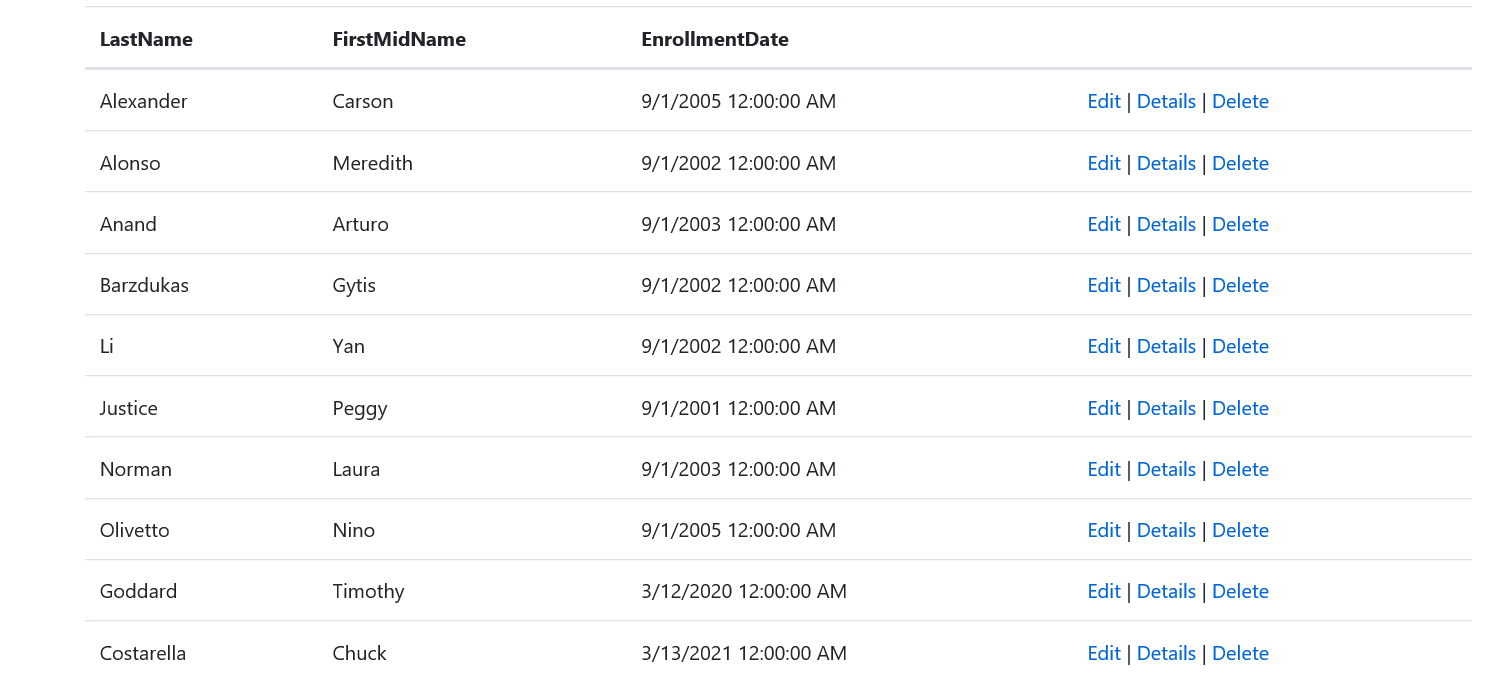 LastName FirstMidName EnrollmentDate
Alexander Carson 9/1/2005 12:00:00 AM Edit | Details | Delete
Alonso Meredith 9/1/2002 12:00:00 AM Edit | Details | Delete
Anand Arturo 9/1/2003 12:00:00 AM Edit | Details | Delete
Barzdukas Gytis 9/1/2002 12:00:00 AM Edit | Details | Delete
Li Yan 9/1/2002 12:00:00 AM Edit | Details | Delete
Justice Peggy 9/1/2001 12:00:00 AM Edit | Details | Delete
Norman Laura 9/1/2003 12:00:00 AM Edit | Details | Delete
Olivetto Nino 9/1/2005 12:00:00 AM Edit | Details | Delete
Goddard Timothy 3/12/2020 12:00:00 AM Edit | Details | Delete
Costarella Chuck 3/13/2021 12:00:00 AM Edit | Details | Delete